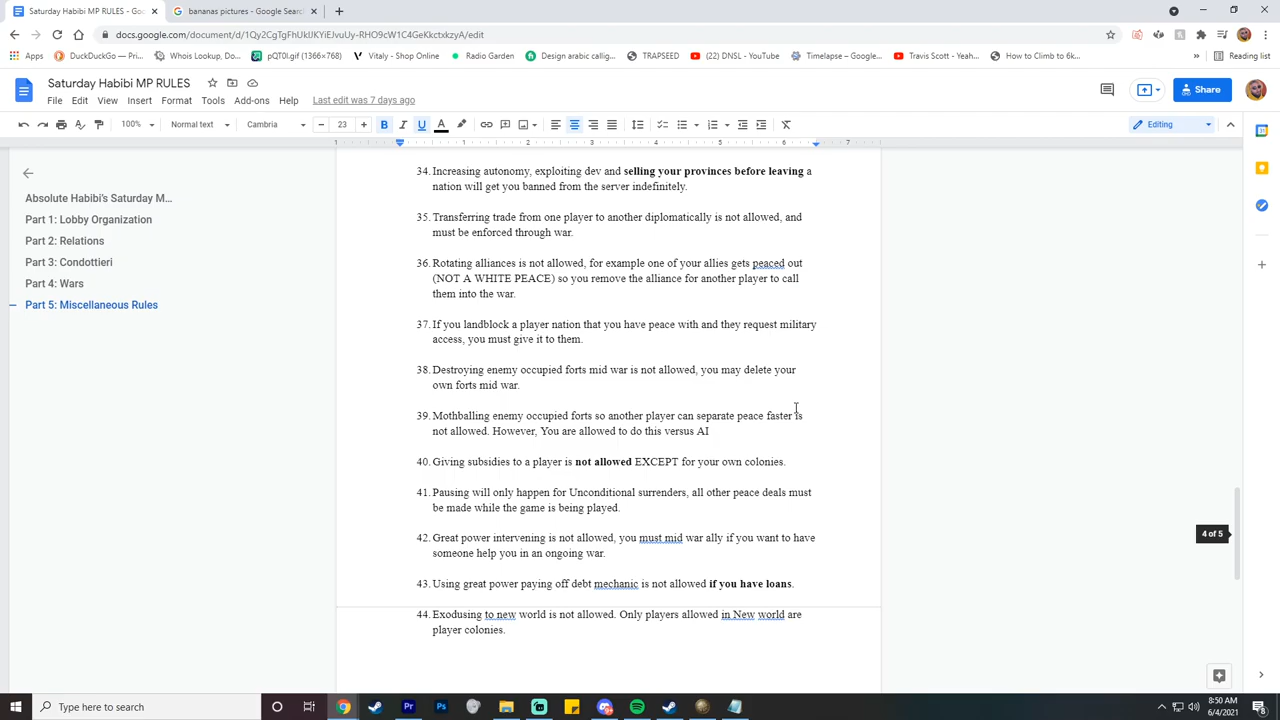 Saturday Habibi MP RULES - Goo
bananas pictures - Google Searc
docs.google.com/document/d/1Qy2CgTgFhUkUKYiEJvuUy-RHO9cW1C4GeKkctxkzyA/edit
Apps
DuckDuckGo — Pri...
Whois Lookup, Do...
pQT0l.gif (1366×768)
Vitaly - Shop Online
Radio Garden
Design arabic callig...
TRAPSEED
(22) DNSL - YouTube
Timelapse – Google...
Travis Scott - Yeah...
How to Climb to 6k...
»
Reading list
Saturday Habibi MP RULES
File Edit View Insert Format Tools Add-ons Help Last edit was 7 days ago
Share
100% Normal text Cambria 23 B I U A
Editing
1 1 2 3 4 5 6 7
Absolute Habibi's Saturday M...
Part 1: Lobby Organization
Part 2: Relations
Part 3: Condottieri
Part 4: Wars
Part 5: Miscellaneous Rules
34. Increasing autonomy, exploiting dev and selling your provinces before leaving a
nation will get you banned from the server indefinitely.
35. Transferring trade from one player to another diplomatically is not allowed, and
must be enforced through war.
36. Rotating alliances is not allowed, for example one of your allies gets peaced out
(NOT A WHITE PEACE) so you remove the alliance for another player to call
them into the war.
37. If you landblock a player nation that you have peace with and they request military
access, you must give it to them.
38. Destroying enemy occupied forts mid war is not allowed, you may delete your
own forts mid war.
39. Mothballing enemy occupied forts so another player can separate peace faster is
not allowed. However, You are allowed to do this versus AI
40. Giving subsidies to a player is not allowed EXCEPT for your own colonies.
41. Pausing will only happen for Unconditional surrenders, all other peace deals must
be made while the game is being played.
42. Great power intervening is not allowed, you must mid war ally if you want to have
someone help you in an ongoing war.
43. Using great power paying off debt mechanic is not allowed if you have loans.
44. Exodusing to new world is not allowed. Only players allowed in New world are
player colonies.
4 of 5
Type here to search
Pr
Ps
8:50 AM
6/4/2021
8